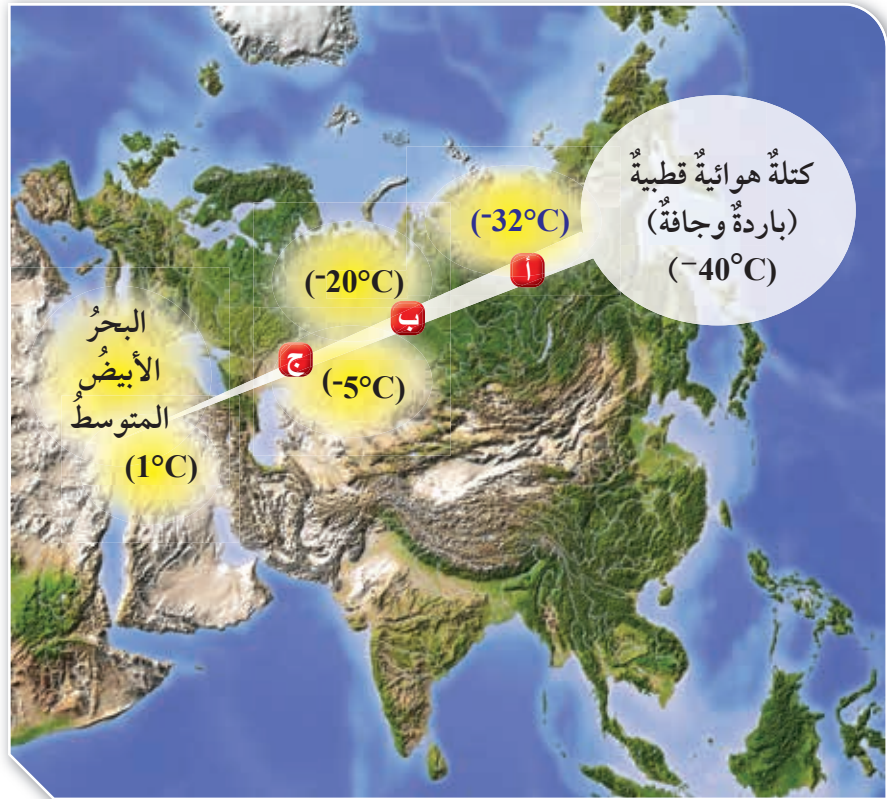 كتلةٌ هوائيةٌ قطبيةٌ
(باردةٌ وجافةٌ)
(−40°C)
(-32°C)
أ
(-20°C)
ب
ج
(-5°C)
البحرُ
الأبيضُ
المتوسطُ
(1°C)